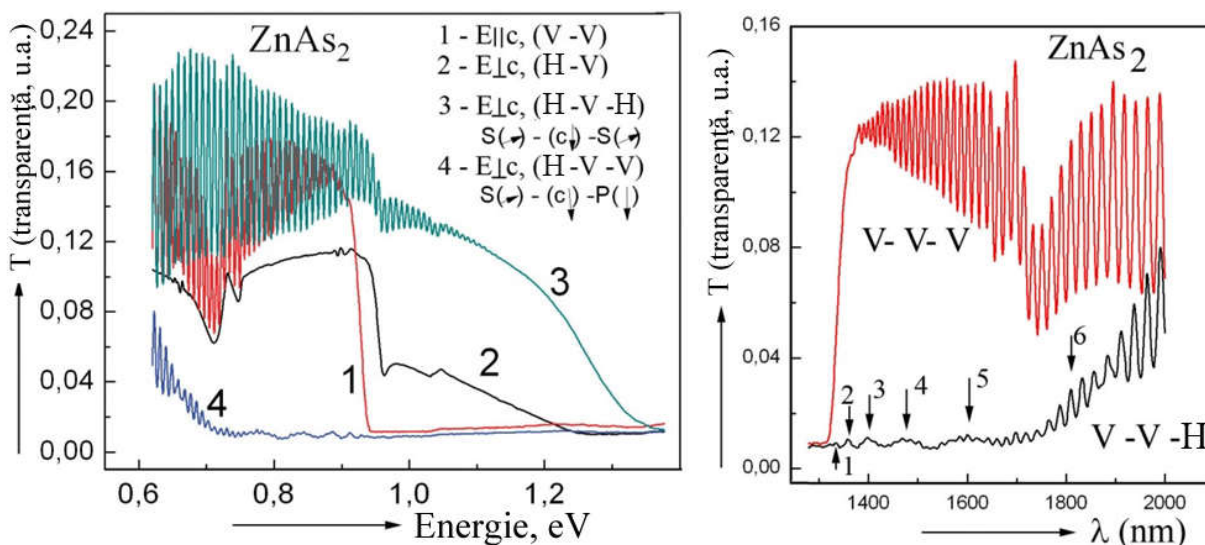 ZnAs₂
T (transparență, u.a.)
0,24
0,20
0,16
0,12
0,08
0,04
0,00
1 - E||c, (V -V)
2 - E⊥c, (H -V)
3 - E⊥c, (H -V -H)
S(↗) - (c↓) -S(↗)
4 - E⊥c, (H -V -V)
S(↗) - (c↓) -P(↓)
3
2
1
4
0,6
0,8
1,0
1,2
Energie, eV
ZnAs₂
T (transparență, u.a.)
0,16
0,12
0,08
0,04
0,00
V- V- V
6
2
3
4
5
V -V -H
1
1400
1600
1800
2000
λ (nm)